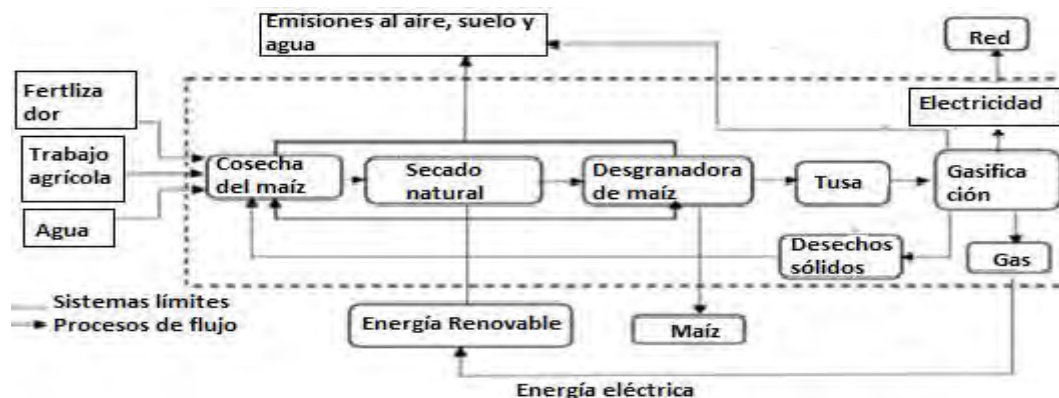 Emisiones al aire, suelo y
agua
Red
Fertliza
dor
Electricidad
Trabajo
agrícola
Cosecha
del maíz
Secado
natural
Desgranadora
de maíz
Tusa
Gasifica
ción
Agua
Desechos
sólidos
Gas
Sistemas límites
Procesos de flujo
Energía Renovable
Maíz
Energía eléctrica